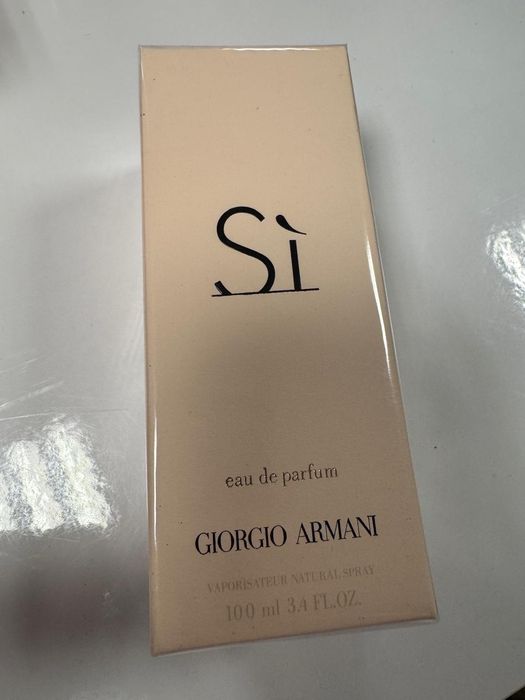 Sì
eau de parfum
GIORGIO ARMANI
VAPORISATEUR NATURAL SPRAY
100 ml 3.4 FL.OZ.